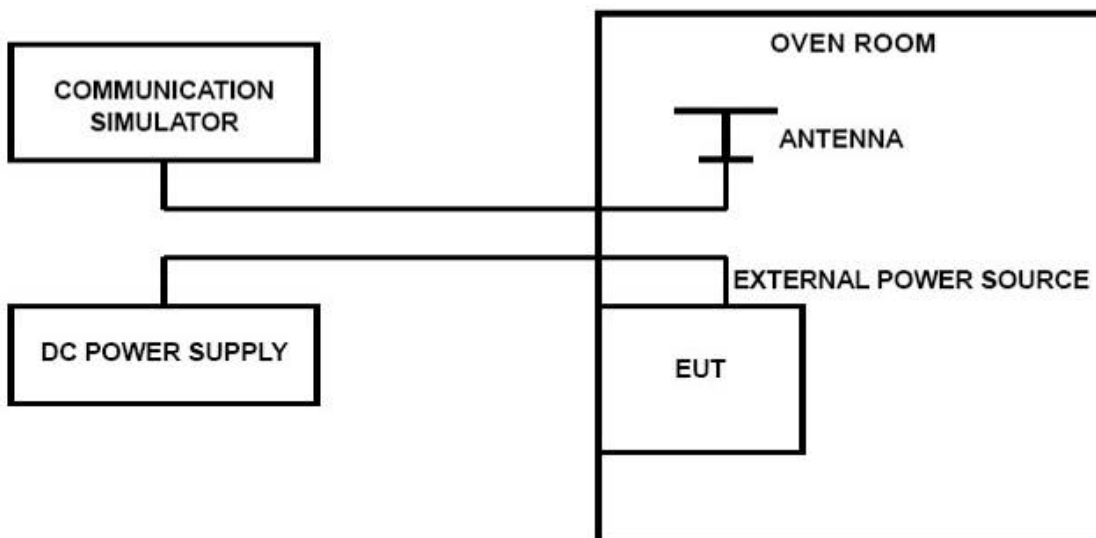 OVEN ROOM
COMMUNICATION
SIMULATOR
ANTENNA
EXTERNAL POWER SOURCE
DC POWER SUPPLY
EUT